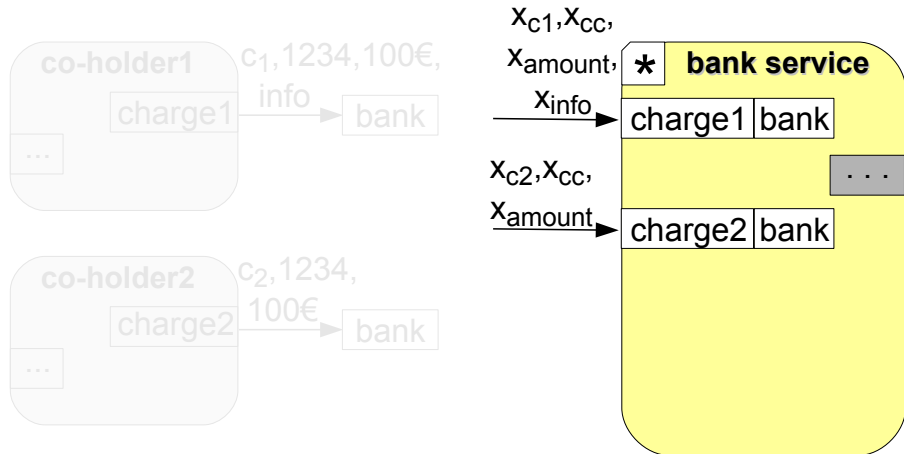 co-holder1
c1,1234,100€,
info
charge1
bank
...
co-holder2
c2,1234,
100€
charge2
bank
...
xc1,xcc,
xamount,
xinfo
* bank service
charge1 bank
...
xc2,xcc,
xamount
charge2 bank